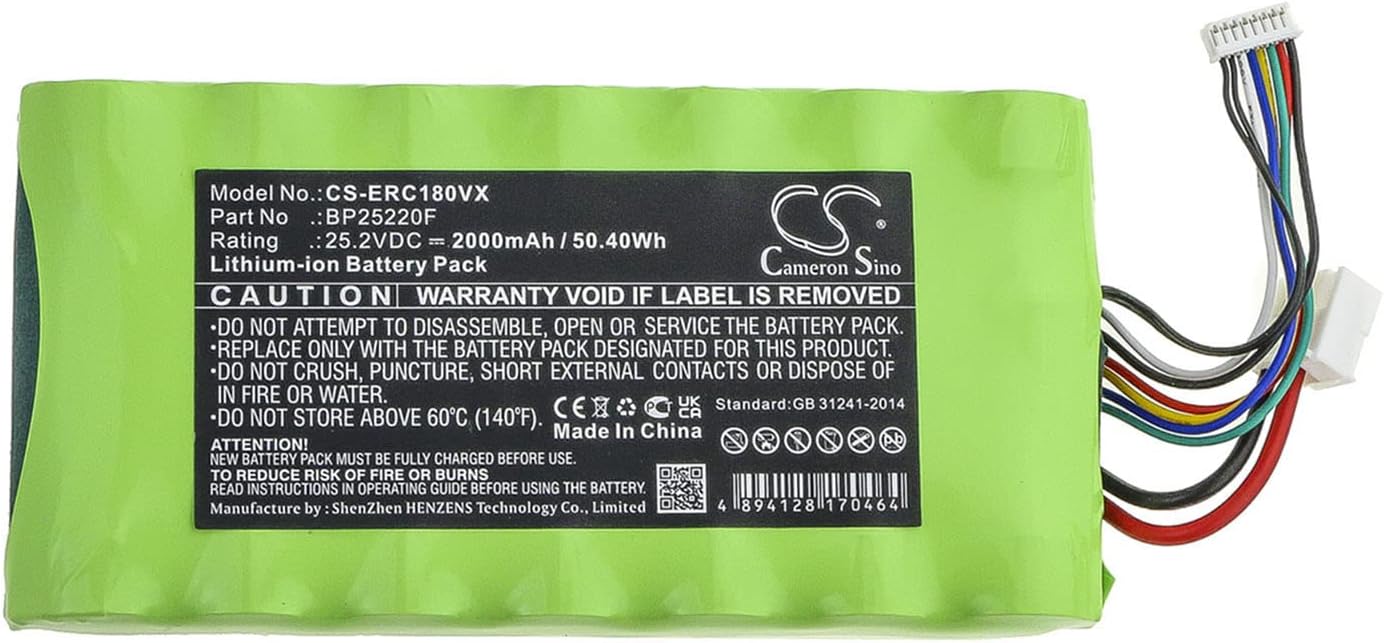 Model No.:CS-ERC180VX
Part No .:BP25220F
Rating .:25.2VDC ⎓ 2000mAh / 50.40Wh
Lithium-ion Battery Pack
CS®
Cameron Sino
CAUTION WARRANTY VOID IF LABEL IS REMOVED
•DO NOT ATTEMPT TO DISASSEMBLE, OPEN OR SERVICE THE BATTERY PACK.
•REPLACE ONLY WITH THE BATTERY PACK DESIGNATED FOR THIS PRODUCT.
•DO NOT CRUSH, PUNCTURE, SHORT EXTERNAL CONTACTS OR DISPOSE OF
IN FIRE OR WATER.
•DO NOT STORE ABOVE 60°C (140°F).
CE UKCA
Made In China
Standard:GB 31241-2014
ATTENTION!
NEW BATTERY PACK MUST BE FULLY CHARGED BEFORE USE.
TO REDUCE RISK OF FIRE OR BURNS
READ INSTRUCTIONS IN OPERATING GUIDE BEFORE USING THE BATTERY.
Manufacture by : ShenZhen HENZENS Technology Co., Limited
4 894128 170464